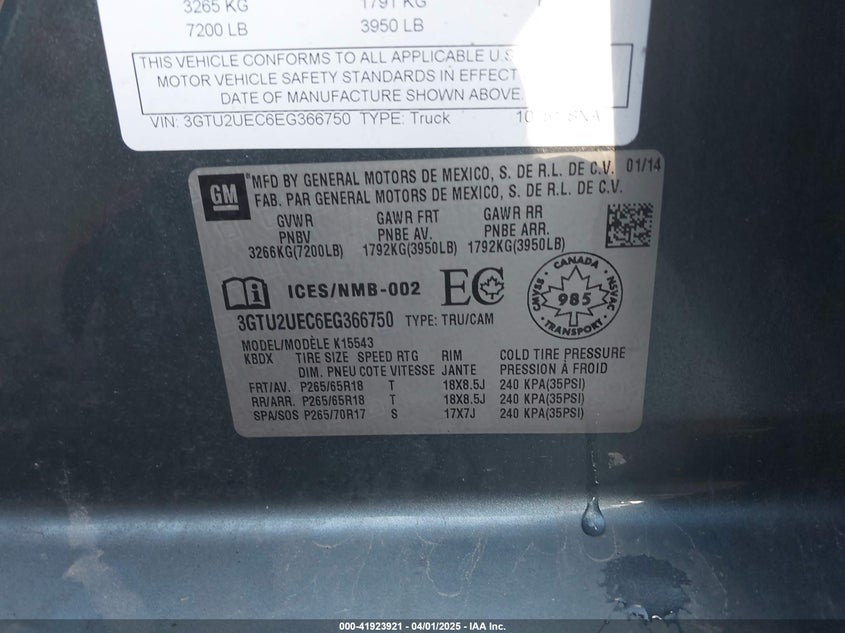 3265 KG 1791 KG
7200 LB 3950 LB
THIS VEHICLE CONFORMS TO ALL APPLICABLE U.S.
MOTOR VEHICLE SAFETY STANDARDS IN EFFECT
DATE OF MANUFACTURE SHOWN ABOVE.
VIN: 3GTU2UEC6EG366750 TYPE: Truck
GM
MFD BY GENERAL MOTORS DE MEXICO, S. DE R.L. DE C.V. 01/14
FAB. PAR GENERAL MOTORS DE MEXICO, S. DE R.L. DE C.V.
GVWR GAWR FRT GAWR RR
PNBV PNBE AV. PNBE ARR.
3266KG(7200LB) 1792KG(3950LB) 1792KG(3950LB)
ICES/NMB-002 EC
CANADA
CMVSS 985 NSVAC
TRANSPORT
3GTU2UEC6EG366750 TYPE: TRU/CAM
MODEL/MODÈLE K15543
KBDX TIRE SIZE SPEED RTG RIM COLD TIRE PRESSURE
DIM. PNEU COTE VITESSE JANTE PRESSION À FROID
FRT/AV. P265/65R18 T 18X8.5J 240 KPA(35PSI)
RR/ARR. P265/65R18 T 18X8.5J 240 KPA(35PSI)
SPA/SOS P265/70R17 S 17X7J 240 KPA(35PSI)
000-41923921 - 04/01/2025 - IAA Inc.